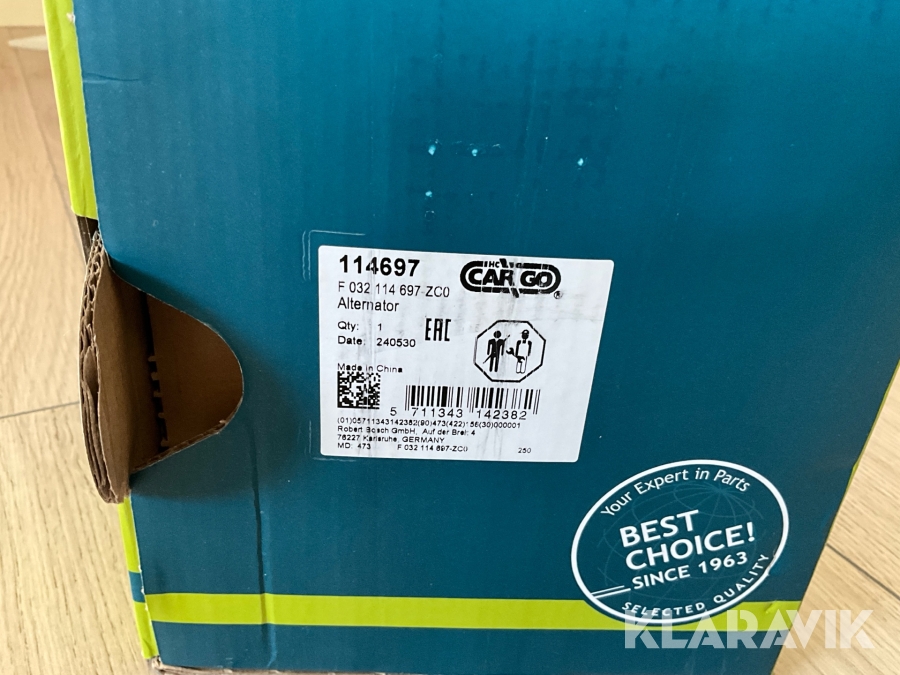 114697
HC
CARGO
®
F 032 114 697-ZC0
Alternator
Qty: 1
Date: 240530
EAC
Made in China
5 711343 142382
(01)05711343142382(90)473(422)156(30)000001
Robert Bosch GmbH, Auf der Breit 4
76227 Karlsruhe, GERMANY
MD: 473 F 032 114 697-ZC0 250
Your Expert in Parts
BEST
CHOICE!
SINCE 1963
SELECTED QUALITY
KLARAVIK